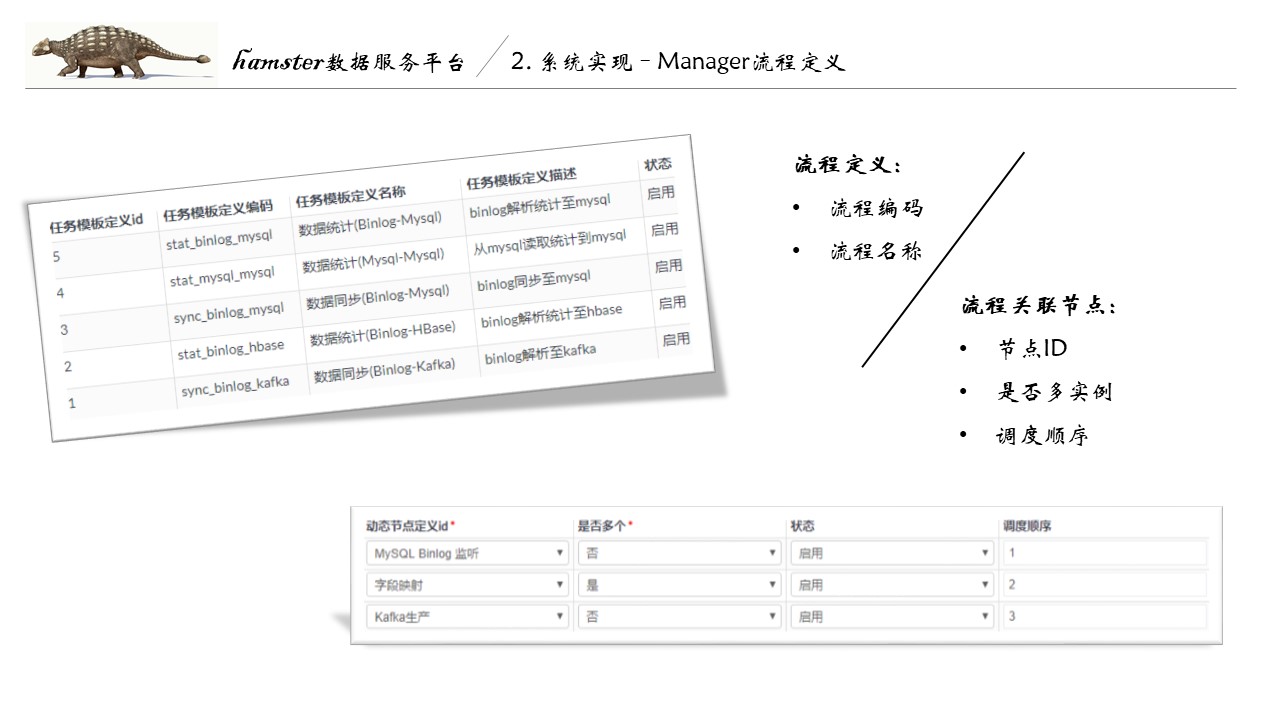 hamster数据服务平台 2. 系统实现 - Manager流程定义
任务模板定义id 任务模板定义编码 任务模板定义名称 任务模板定义描述 状态
5 stat_binlog_mysql 数据统计(Binlog-Mysql) binlog解析统计至mysql 启用
4 stat_mysql_mysql 数据统计(Mysql-Mysql) 从mysql读取统计到mysql 启用
3 sync_binlog_mysql 数据同步(Binlog-Mysql) binlog同步至mysql 启用
2 stat_binlog_hbase 数据统计(Binlog-HBase) binlog解析统计至hbase 启用
1 sync_binlog_kafka 数据同步(Binlog-Kafka) binlog解析至kafka 启用
流程定义:
• 流程编码
• 流程名称
流程关联节点:
• 节点ID
• 是否多实例
• 调度顺序
动态节点定义id* 是否多个* 状态 调度顺序
MySQL Binlog 监听 否 启用 1
字段映射 是 启用 2
Kafka生产 否 启用 3